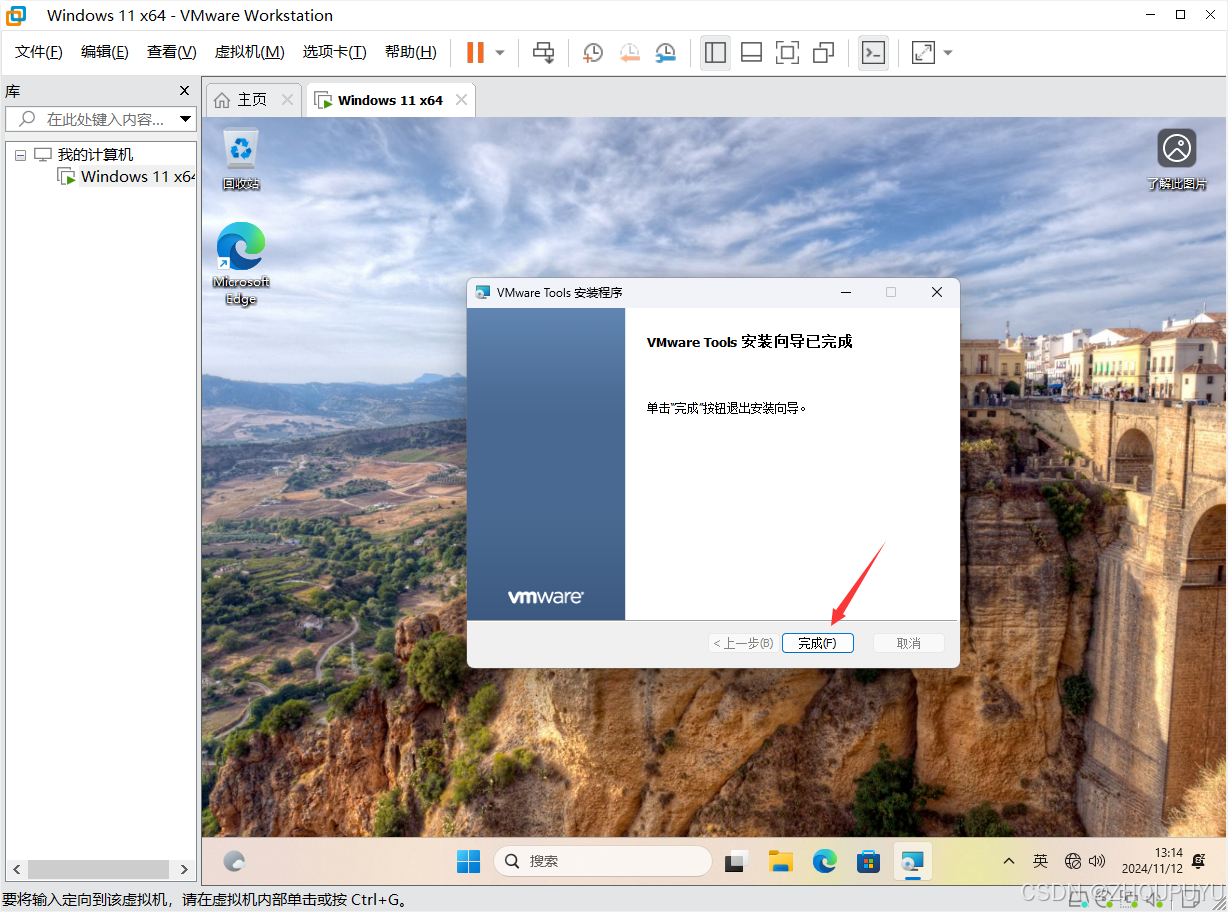 Windows 11 x64 - VMware Workstation
文件(F) 编辑(E) 查看(V) 虚拟机(M) 选项卡(T) 帮助(H)
库
主页
Windows 11 x64
在此处键入内容...
我的计算机
Windows 11 x64
回收站
了解此图片
Microsoft
Edge
VMware Tools 安装程序
VMware Tools 安装向导已完成
单击"完成"按钮退出安装向导。
vmware
< 上一步(B) 完成(F) 取消
搜索
英
13:14
2024/11/12
要将输入定向到该虚拟机，请在虚拟机内部单击或按 Ctrl+G。
CSDN @ZHOUPUYU